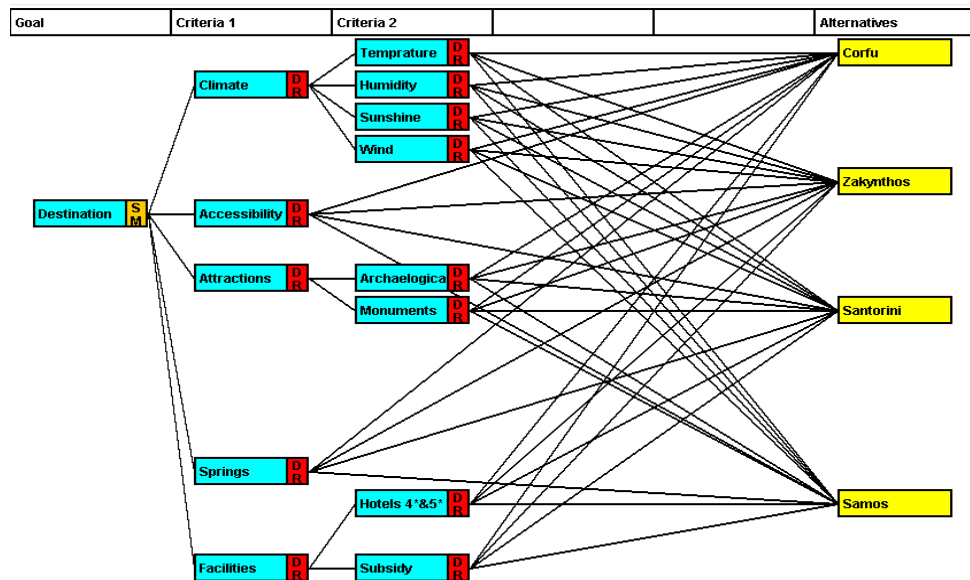 Goal Criteria 1 Criteria 2 Alternatives
Temprature D R Corfu
Climate D R Humidity D R
Sunshine D R
Wind D R
Zakynthos
Destination S M Accessibility D R
Attractions D R Archaelogica D R
Monuments D R Santorini
Springs D R
Hotels 4*&5* D R Samos
Facilities D R Subsidy D R